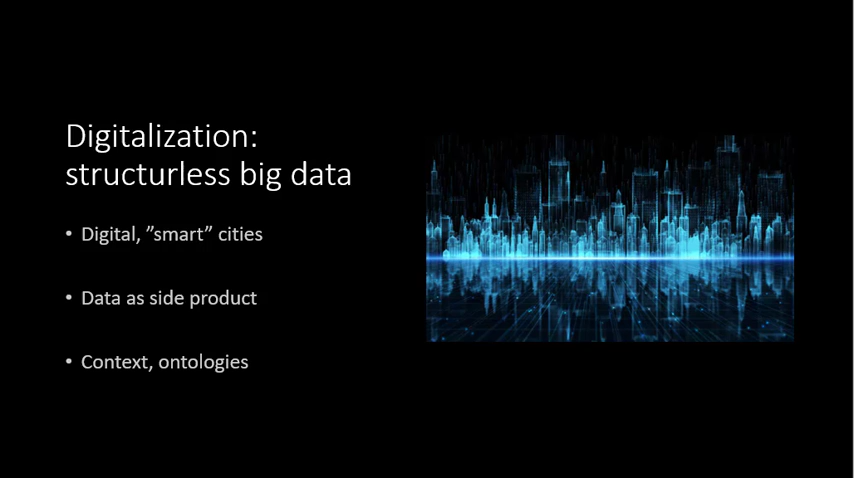 Digitalization:
structurless big data
• Digital, ”smart” cities
• Data as side product
• Context, ontologies